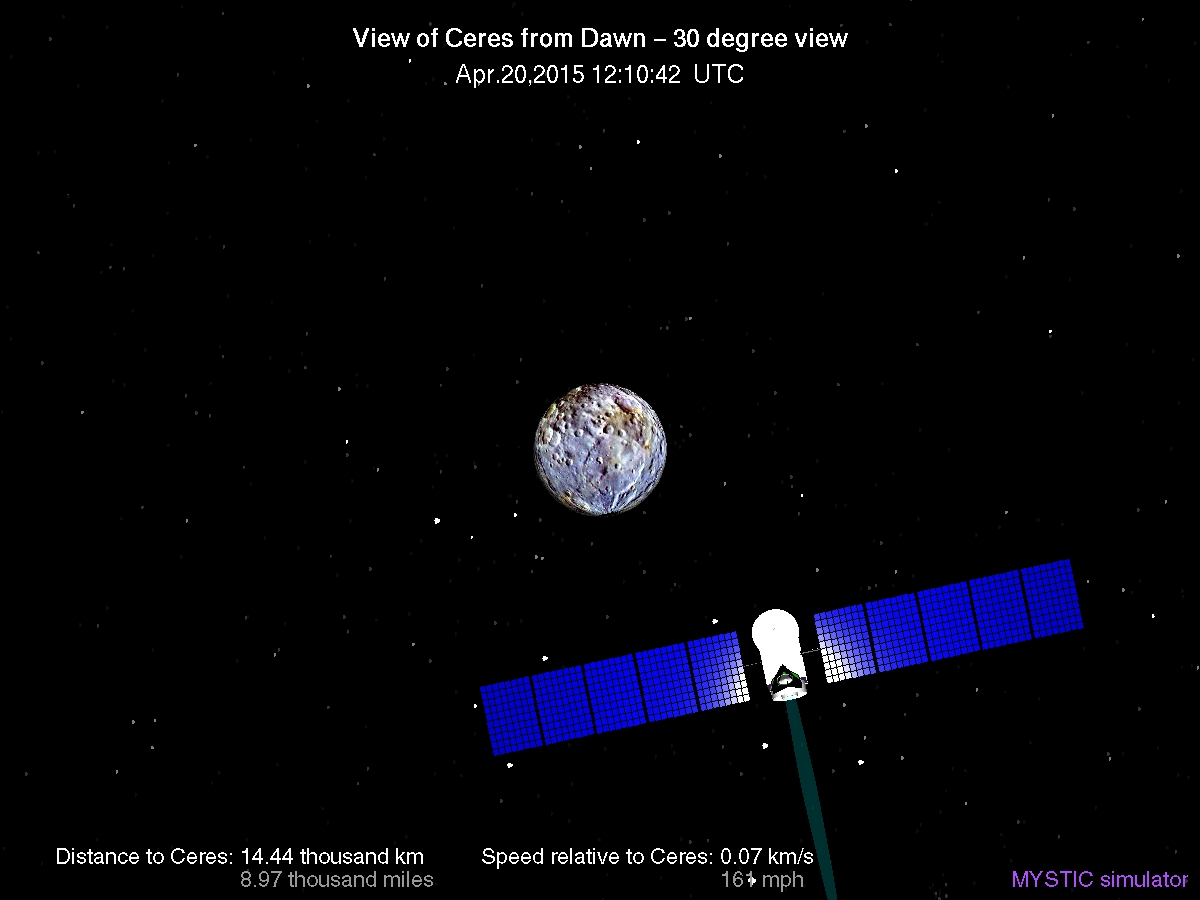 View of Ceres from Dawn – 30 degree view
Apr.20,2015 12:10:42 UTC
Distance to Ceres: 14.44 thousand km
8.97 thousand miles
Speed relative to Ceres: 0.07 km/s
161 mph
MYSTIC simulator